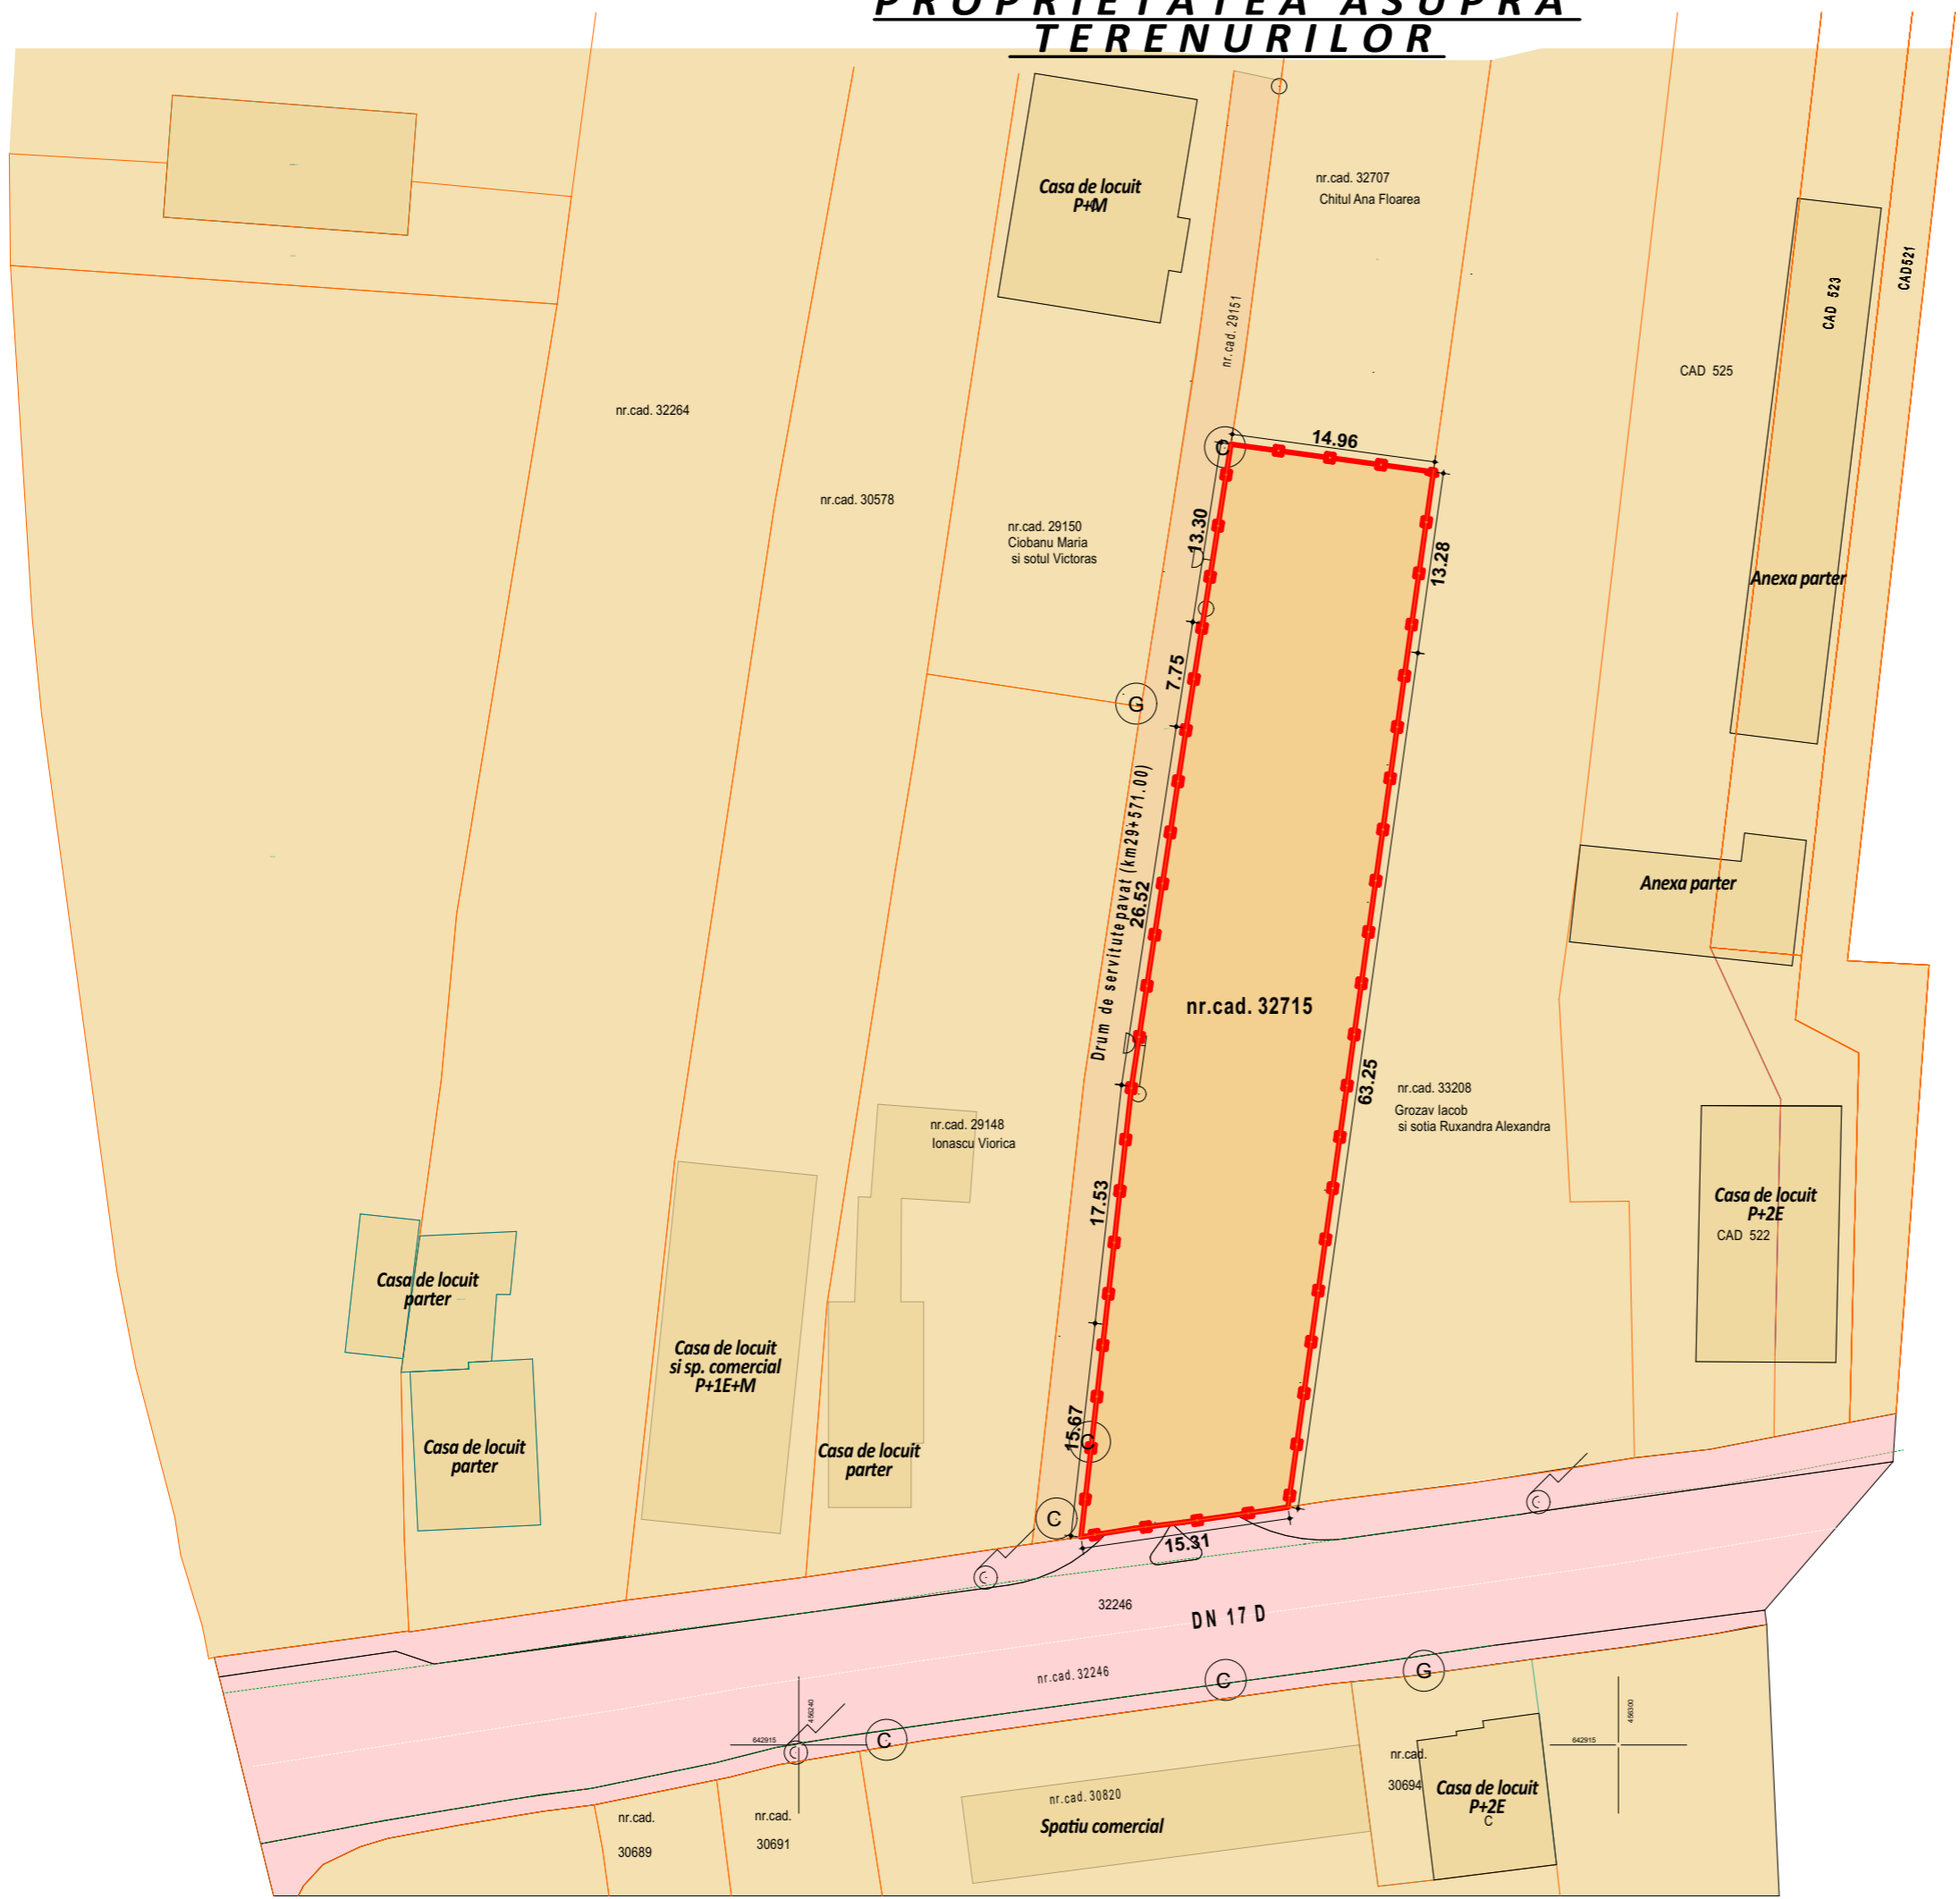 PROPRIETATEA ASUPRA
TERENURILOR
Casa de locuit
P+M
nr.cad. 32707
Chitul Ana Floarea
nr.cad. 29151
CAD 523
CAD521
CAD 525
nr.cad. 32264
14.96
C
nr.cad. 30578
nr.cad. 29150
Ciobanu Maria
si sotul Victoras
13.30
13.28
Anexa parter
7.75
G
Drum de servitute pavat (km29+571.00)
26.52
Anexa parter
nr.cad. 32715
63.25
nr.cad. 33208
Grozav Iacob
si sotia Ruxandra Alexandra
nr.cad. 29148
Ionascu Viorica
17.53
Casa de locuit
P+2E
CAD 522
Casa de locuit
parter
Casa de locuit
si sp. comercial
P+1E+M
Casa de locuit
parter
Casa de locuit
parter
15.67
C
C
15.31
32246
DN 17 D
nr.cad. 32246
C
G
C
456240
642915
456300
642915
nr.cad.
30694
Casa de locuit
P+2E
C
nr.cad. 30820
Spatiu comercial
nr.cad.
30689
nr.cad.
30691